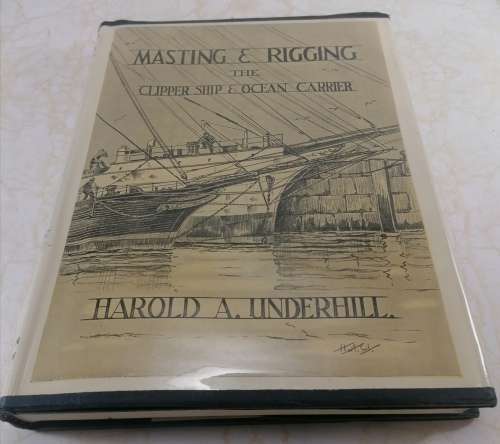 MASTING & RIGGING
THE
CLIPPER SHIP & OCEAN CARRIER
HAROLD A. UNDERHILL.